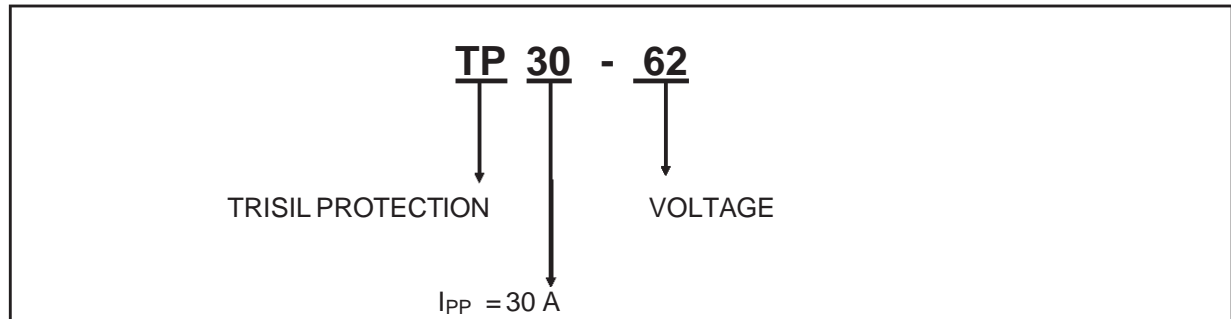 TP 30 - 62
TRISIL PROTECTION VOLTAGE
IPP = 30 A